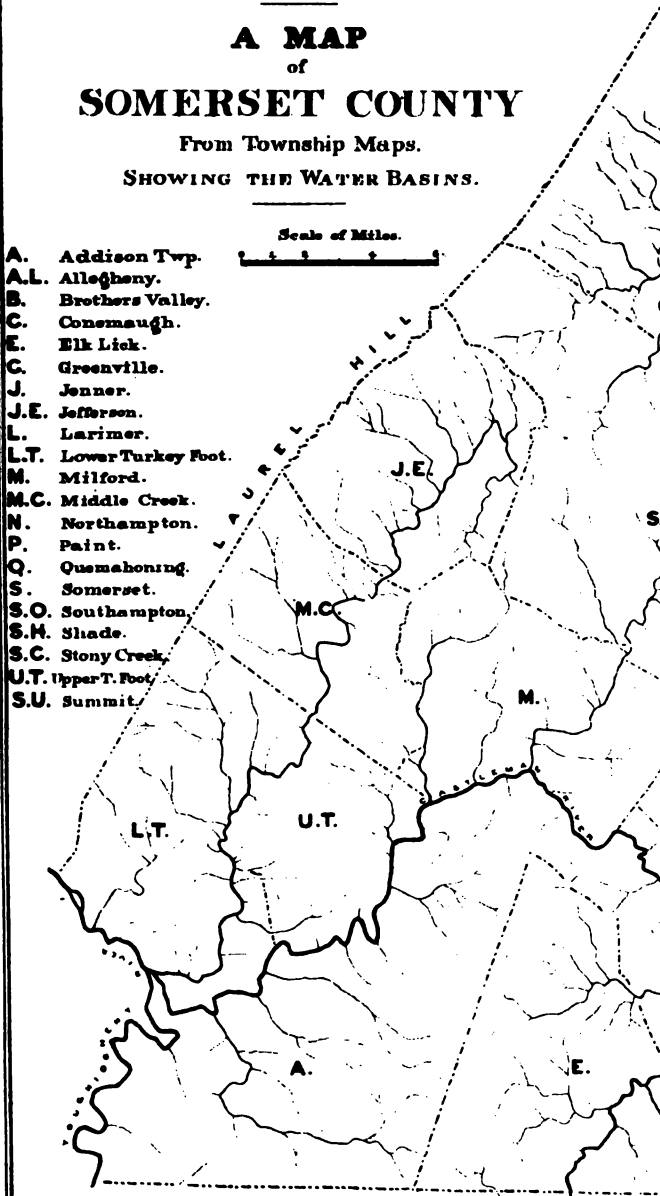 A MAP
of
SOMERSET COUNTY
From Township Maps.
SHOWING THE WATER BASINS.
Scale of Miles.
A. Addison Twp.
A.L. Allegheny.
B. Brothers Valley.
C. Conemaugh.
E. Elk Lick.
G. Greenville.
J. Jenner.
J.E. Jefferson.
L. Larimer.
L.T. Lower Turkey Foot.
M. Milford.
M.C. Middle Creek.
N. Northampton.
P. Paint.
Q. Quemahoning.
S. Somerset.
S.O. Southampton.
S.H. Shade.
S.C. Stony Creek.
U.T. Upper T. Foot.
S.U. Summit.
LAUREL HILL
J.E.
S
M.C.
M.
CASTLEMAN
RIVER
L.T.
U.T.
A.
E.